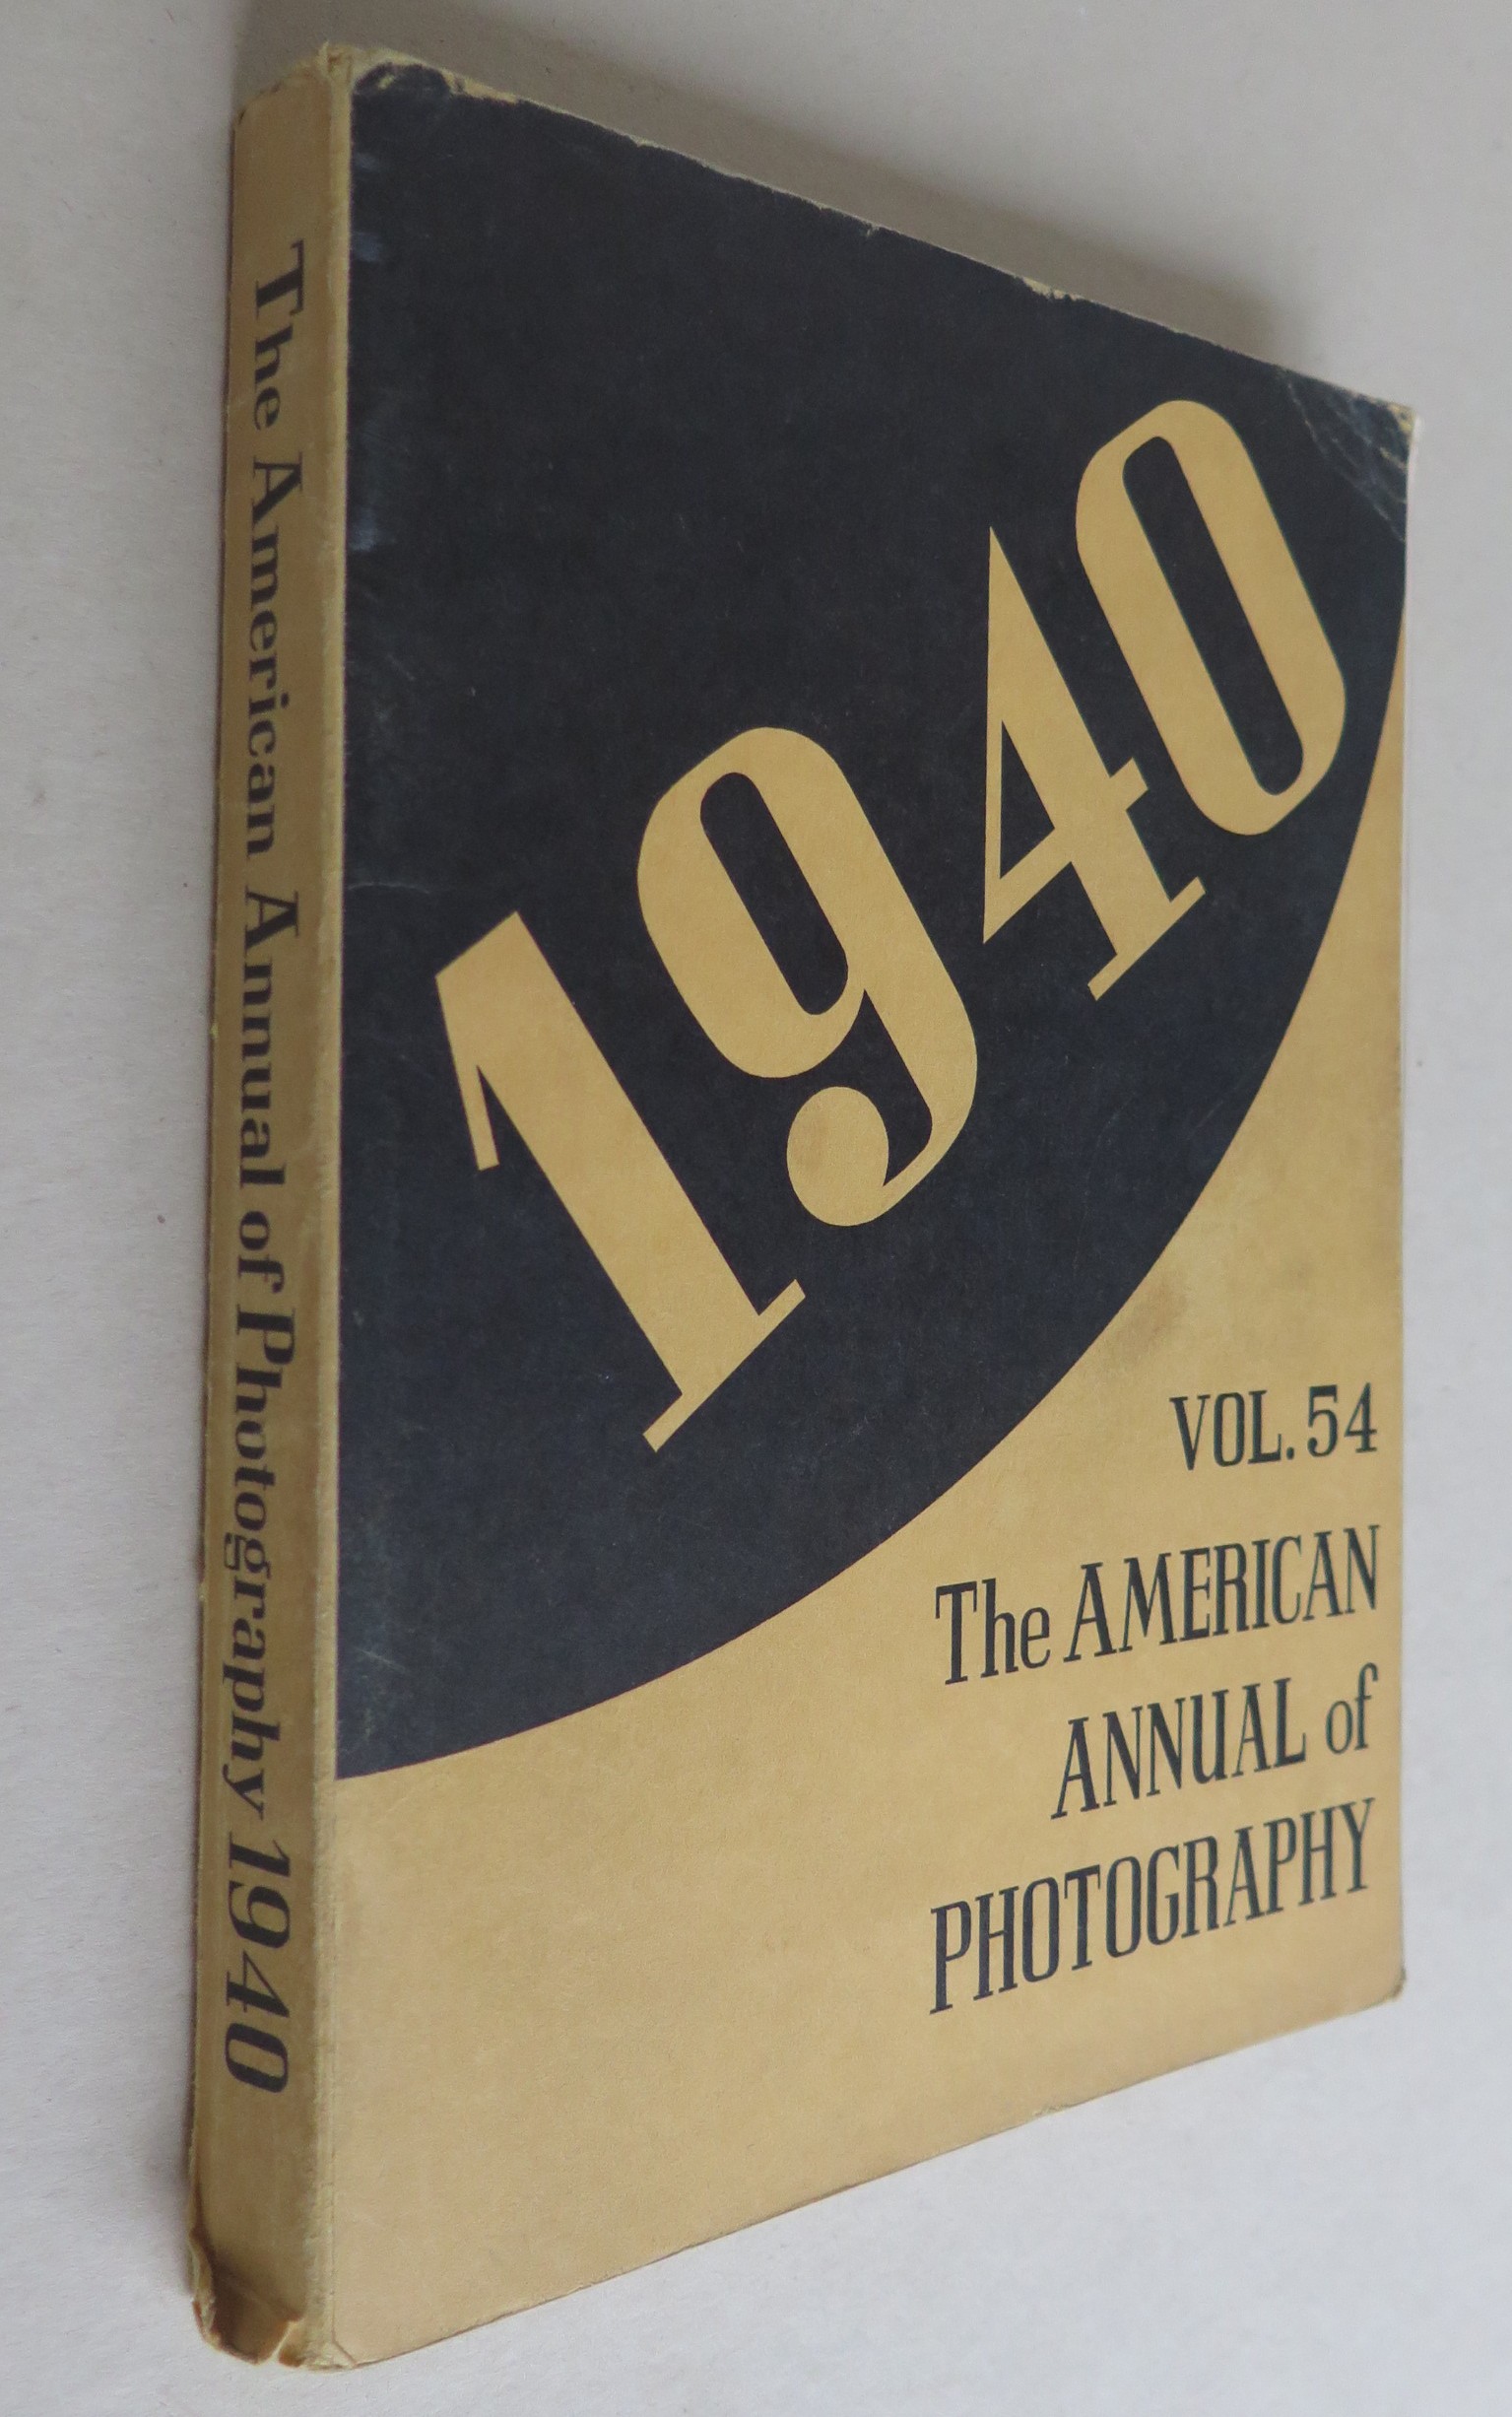 The American Annual of Photography 1940
1940
VOL. 54
The AMERICAN
ANNUAL of
PHOTOGRAPHY